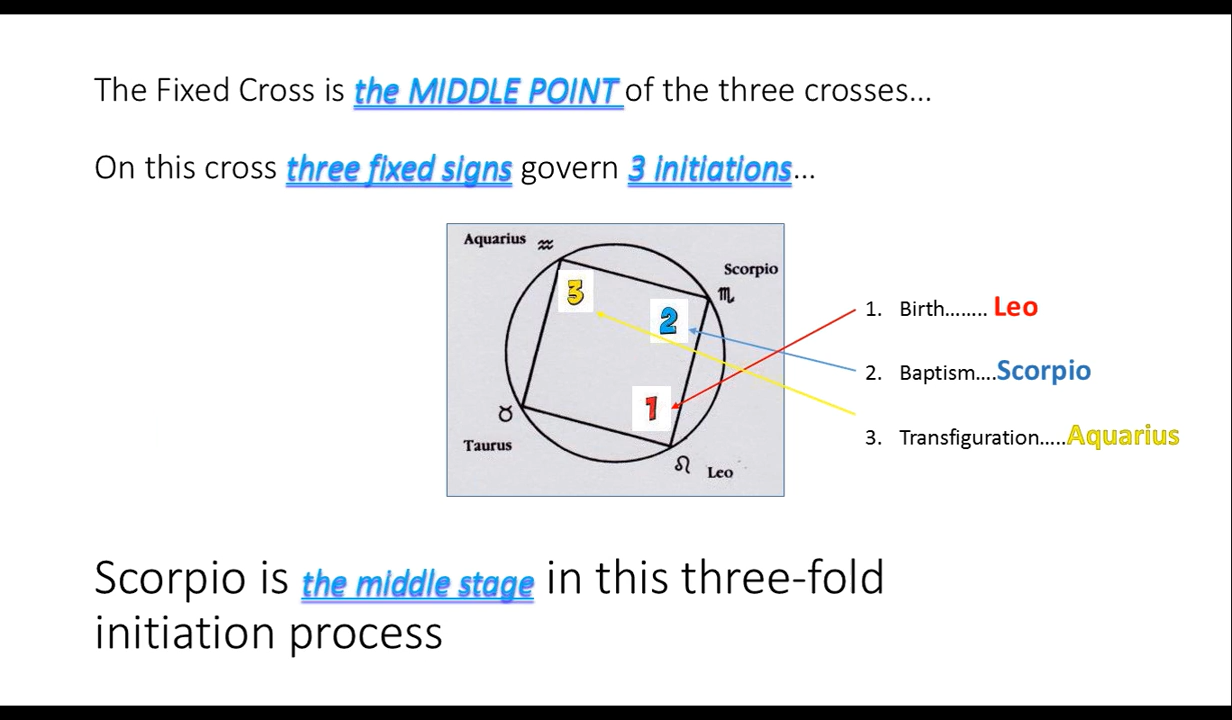 The Fixed Cross is the MIDDLE POINT of the three crosses...
On this cross three fixed signs govern 3 initiations...
Aquarius ♒
Scorpio
♏
3
2
1
♉
Taurus
♌
Leo
1. Birth........ Leo
2. Baptism....Scorpio
3. Transfiguration.....Aquarius
Scorpio is the middle stage in this three-fold
initiation process